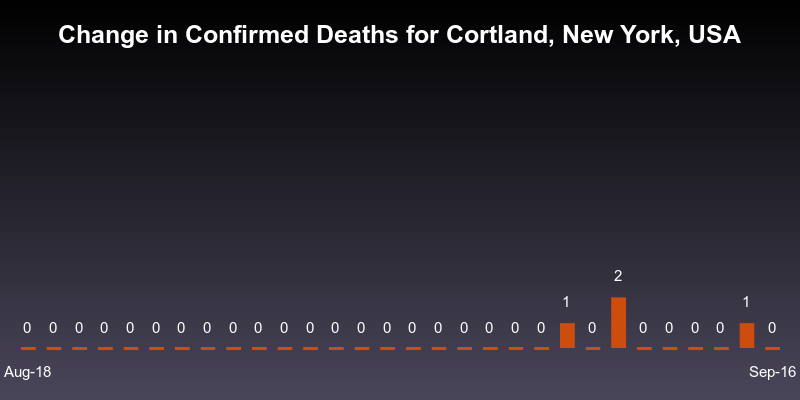 Change in Confirmed Deaths for Cortland, New York, USA
2
1 1
0 0 0 0 0 0 0 0 0 0 0 0 0 0 0 0 0 0 0 0 0 0 0 0 0 0 0
Aug-18 Sep-16